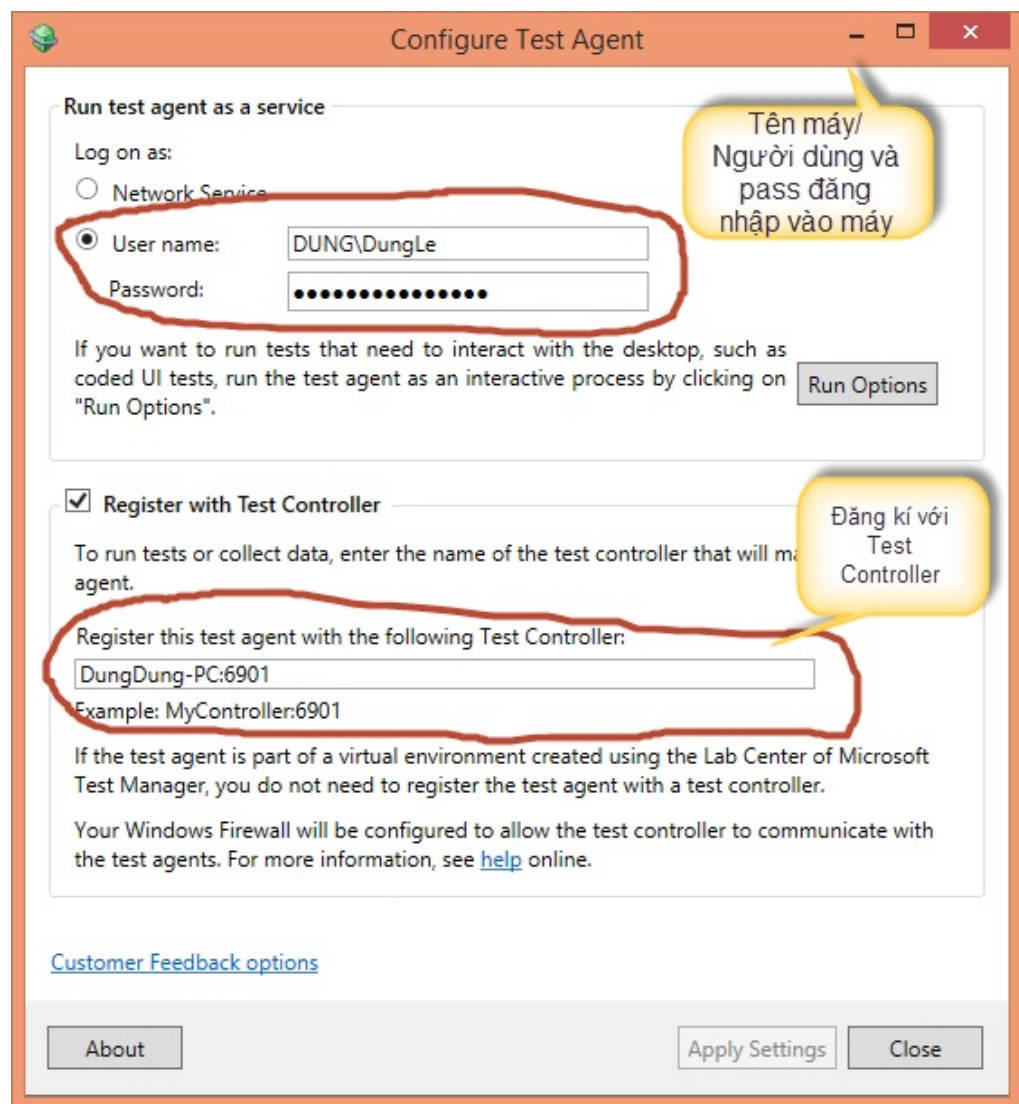 Configure Test Agent
Run test agent as a service
Tên máy/
Người dùng và
pass đăng
nhập vào máy
Log on as:
Network Service
User name:
DUNG\DungLe
Password:
●●●●●●●●●●●●●●●
If you want to run tests that need to interact with the desktop, such as
coded UI tests, run the test agent as an interactive process by clicking on
"Run Options".
Run Options
Register with Test Controller
Đăng kí với
Test
Controller
To run tests or collect data, enter the name of the test controller that will
agent.
Register this test agent with the following Test Controller:
DungDung-PC:6901
Example: MyController:6901
If the test agent is part of a virtual environment created using the Lab Center of Microsoft
Test Manager, you do not need to register the test agent with a test controller.
Your Windows Firewall will be configured to allow the test controller to communicate with
the test agents. For more information, see help online.
Customer Feedback options
About
Apply Settings
Close